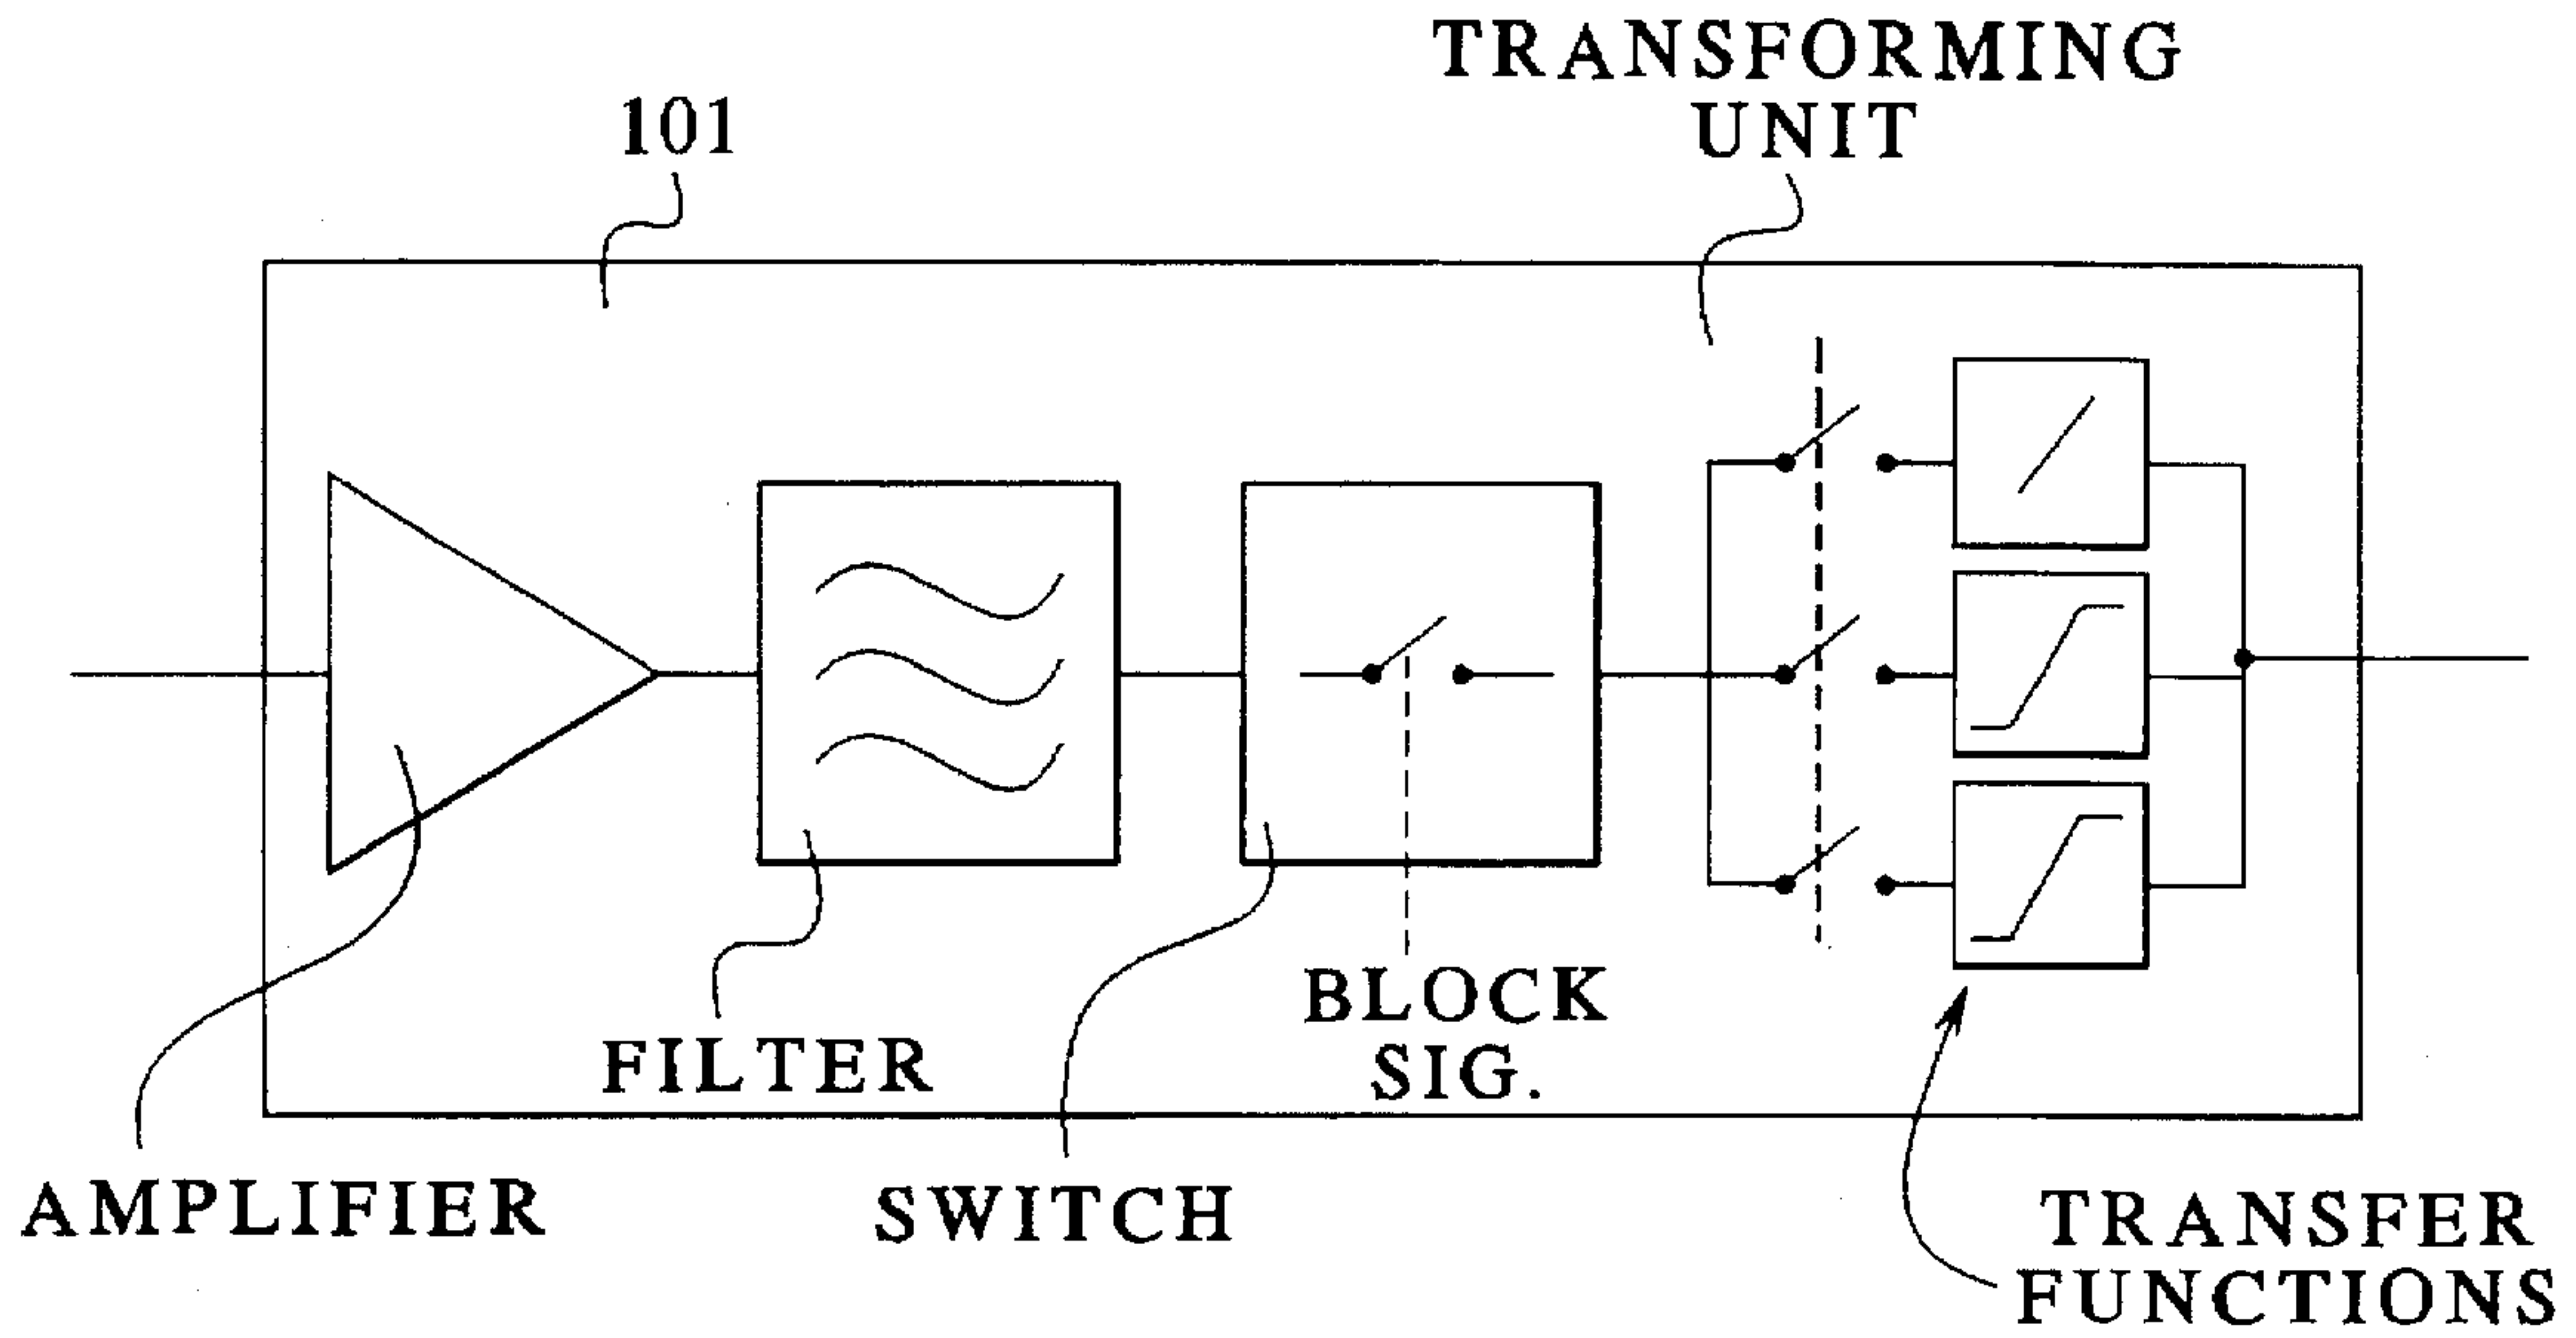 TRANSFORMING
UNIT
101
BLOCK
SIG.
FILTER
AMPLIFIER
SWITCH
TRANSFER
FUNCTIONS